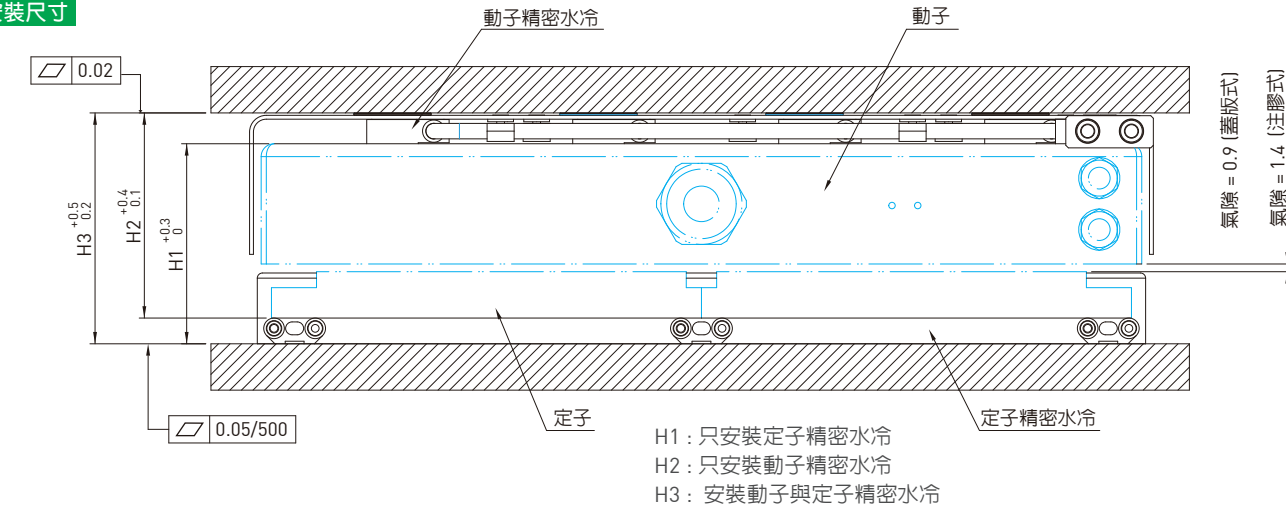 安裝尺寸
動子精密水冷
動子
0.02
氣隙 = 0.9 (蓋版式)
氣隙 = 1.4 (注膠式)
H3 +0.5 0.2
H2 +0.4 0.1
H1 +0.3 0
0.05/500
定子
定子精密水冷
H1 : 只安裝定子精密水冷
H2 : 只安裝動子精密水冷
H3 : 安裝動子與定子精密水冷